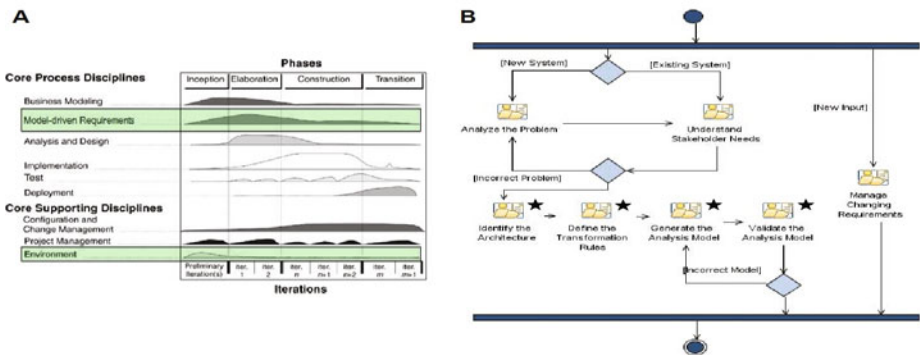 A
Phases
Core Process Disciplines
Inception Elaboration Construction Transition
Business Modeling
Model-driven Requirements
Analysis and Design
Implementation
Test
Deployment
Core Supporting Disciplines
Configuration and
Change Management
Project Management
Environment
Preliminary
Iteration(s)
iter.
1
iter.
2
iter.
n
iter.
n+1
iter.
n+2
iter.
m
iter.
m+1
Iterations
B
[New System]
[Existing System]
[New Input]
Analyze the Problem
Understand
Stakeholder Needs
[Incorrect Problem]
Identify the
Architecture
Define the
Transformation
Rules
Generate the
Analysis Model
Validate the
Analysis Model
Manage
Changing
Requirements
[Incorrect Model]